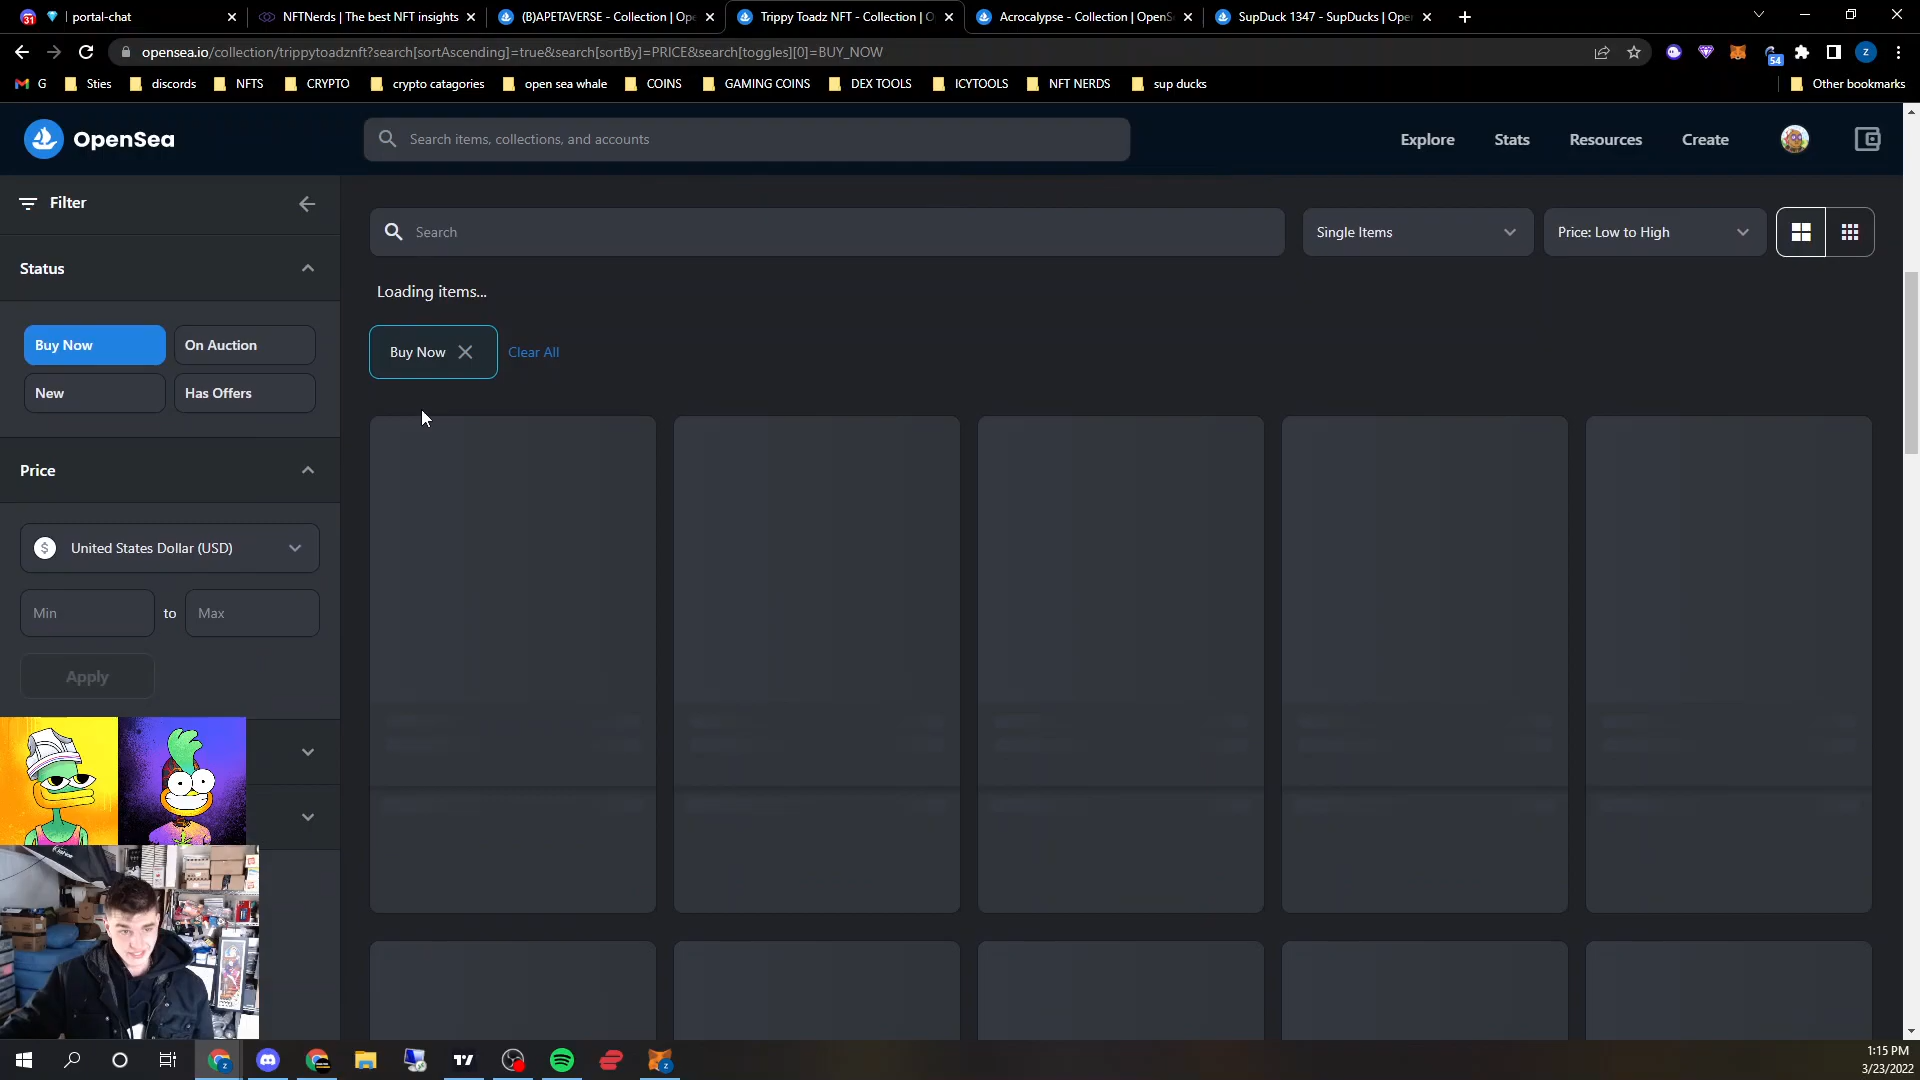 portal-chat
NFTNerds | The best NFT insights
(B)APETAVERSE - Collection | Ope
Trippy Toadz NFT - Collection | O
Acrocalypse - Collection | OpenS
SupDuck 1347 - SupDucks | Ope
opensea.io/collection/trippytoadznft?search[sortAscending]=true&search[sortBy]=PRICE&search[toggles][0]=BUY_NOW
54
G
Sties
discords
NFTS
CRYPTO
crypto catagories
open sea whale
COINS
GAMING COINS
DEX TOOLS
ICYTOOLS
NFT NERDS
sup ducks
Other bookmarks
OpenSea
Search items, collections, and accounts
Explore
Stats
Resources
Create
Filter
Search
Single Items
Price: Low to High
Status
Loading items...
Buy Now
On Auction
Buy Now
Clear All
New
Has Offers
Price
United States Dollar (USD)
Min
to
Max
Apply
1:15 PM
3/23/2022